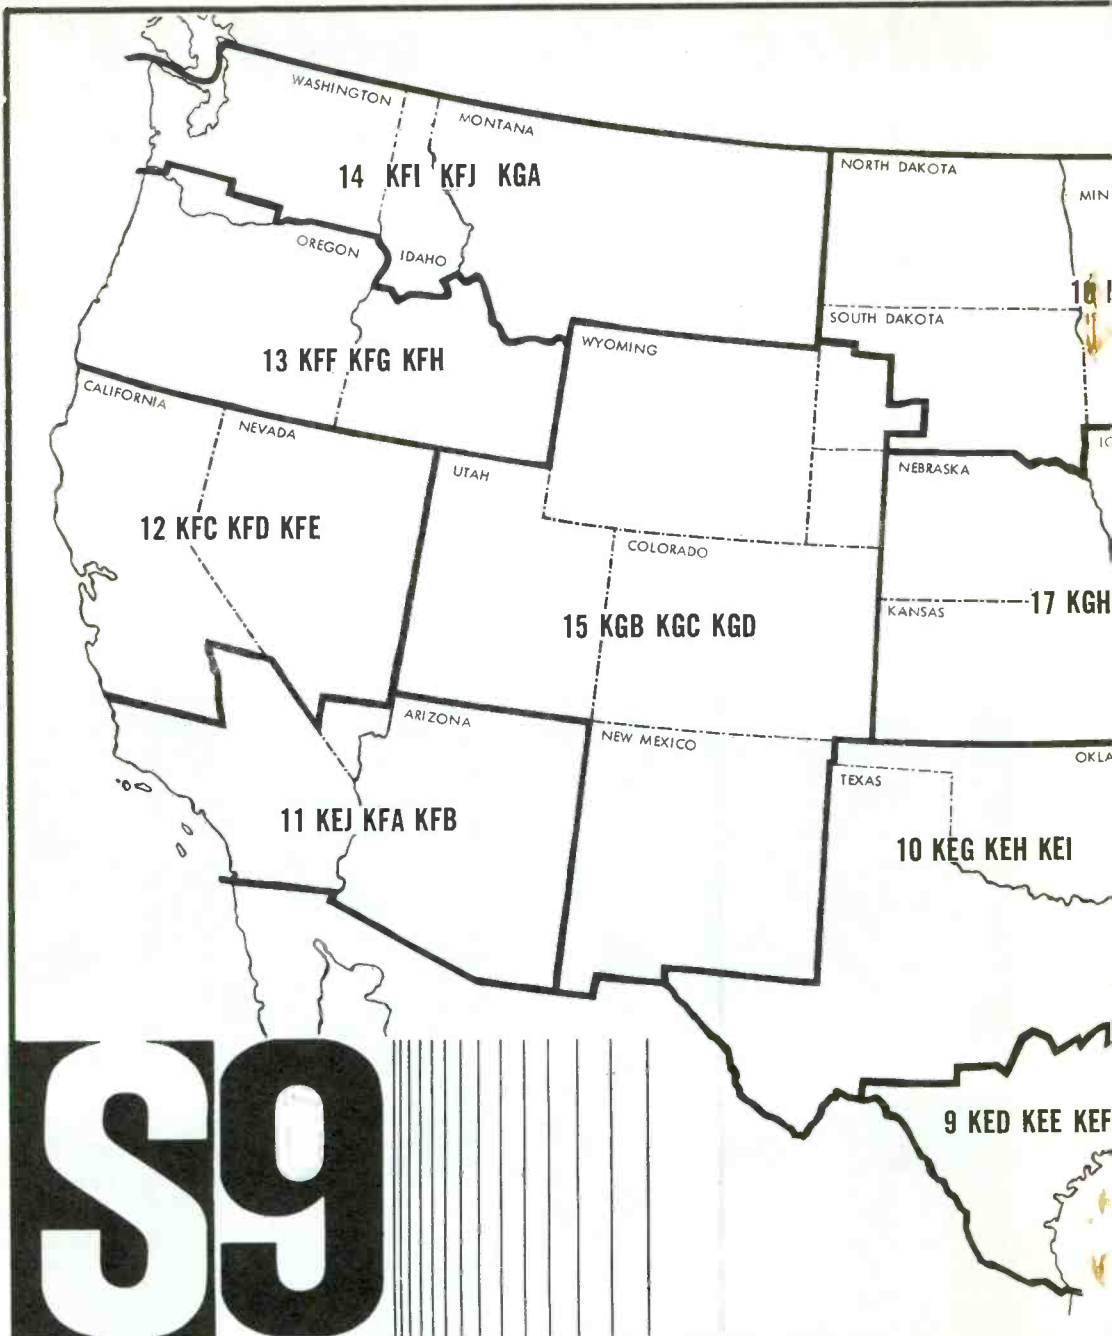 WASHINGTON
MONTANA
NORTH DAKOTA
MIN
14 KFI KFJ KGA
OREGON
IDAHO
SOUTH DAKOTA
WYOMING
13 KFF KFG KFH
CALIFORNIA
NEVADA
UTAH
NEBRASKA
12 KFC KFD KFE
COLORADO
KANSAS
17 KGH
15 KGB KGC KGD
ARIZONA
NEW MEXICO
OKLA
TEXAS
11 KEJ KFA KFB
10 KEG KEH KEI
9 KED KEE KEF
S9